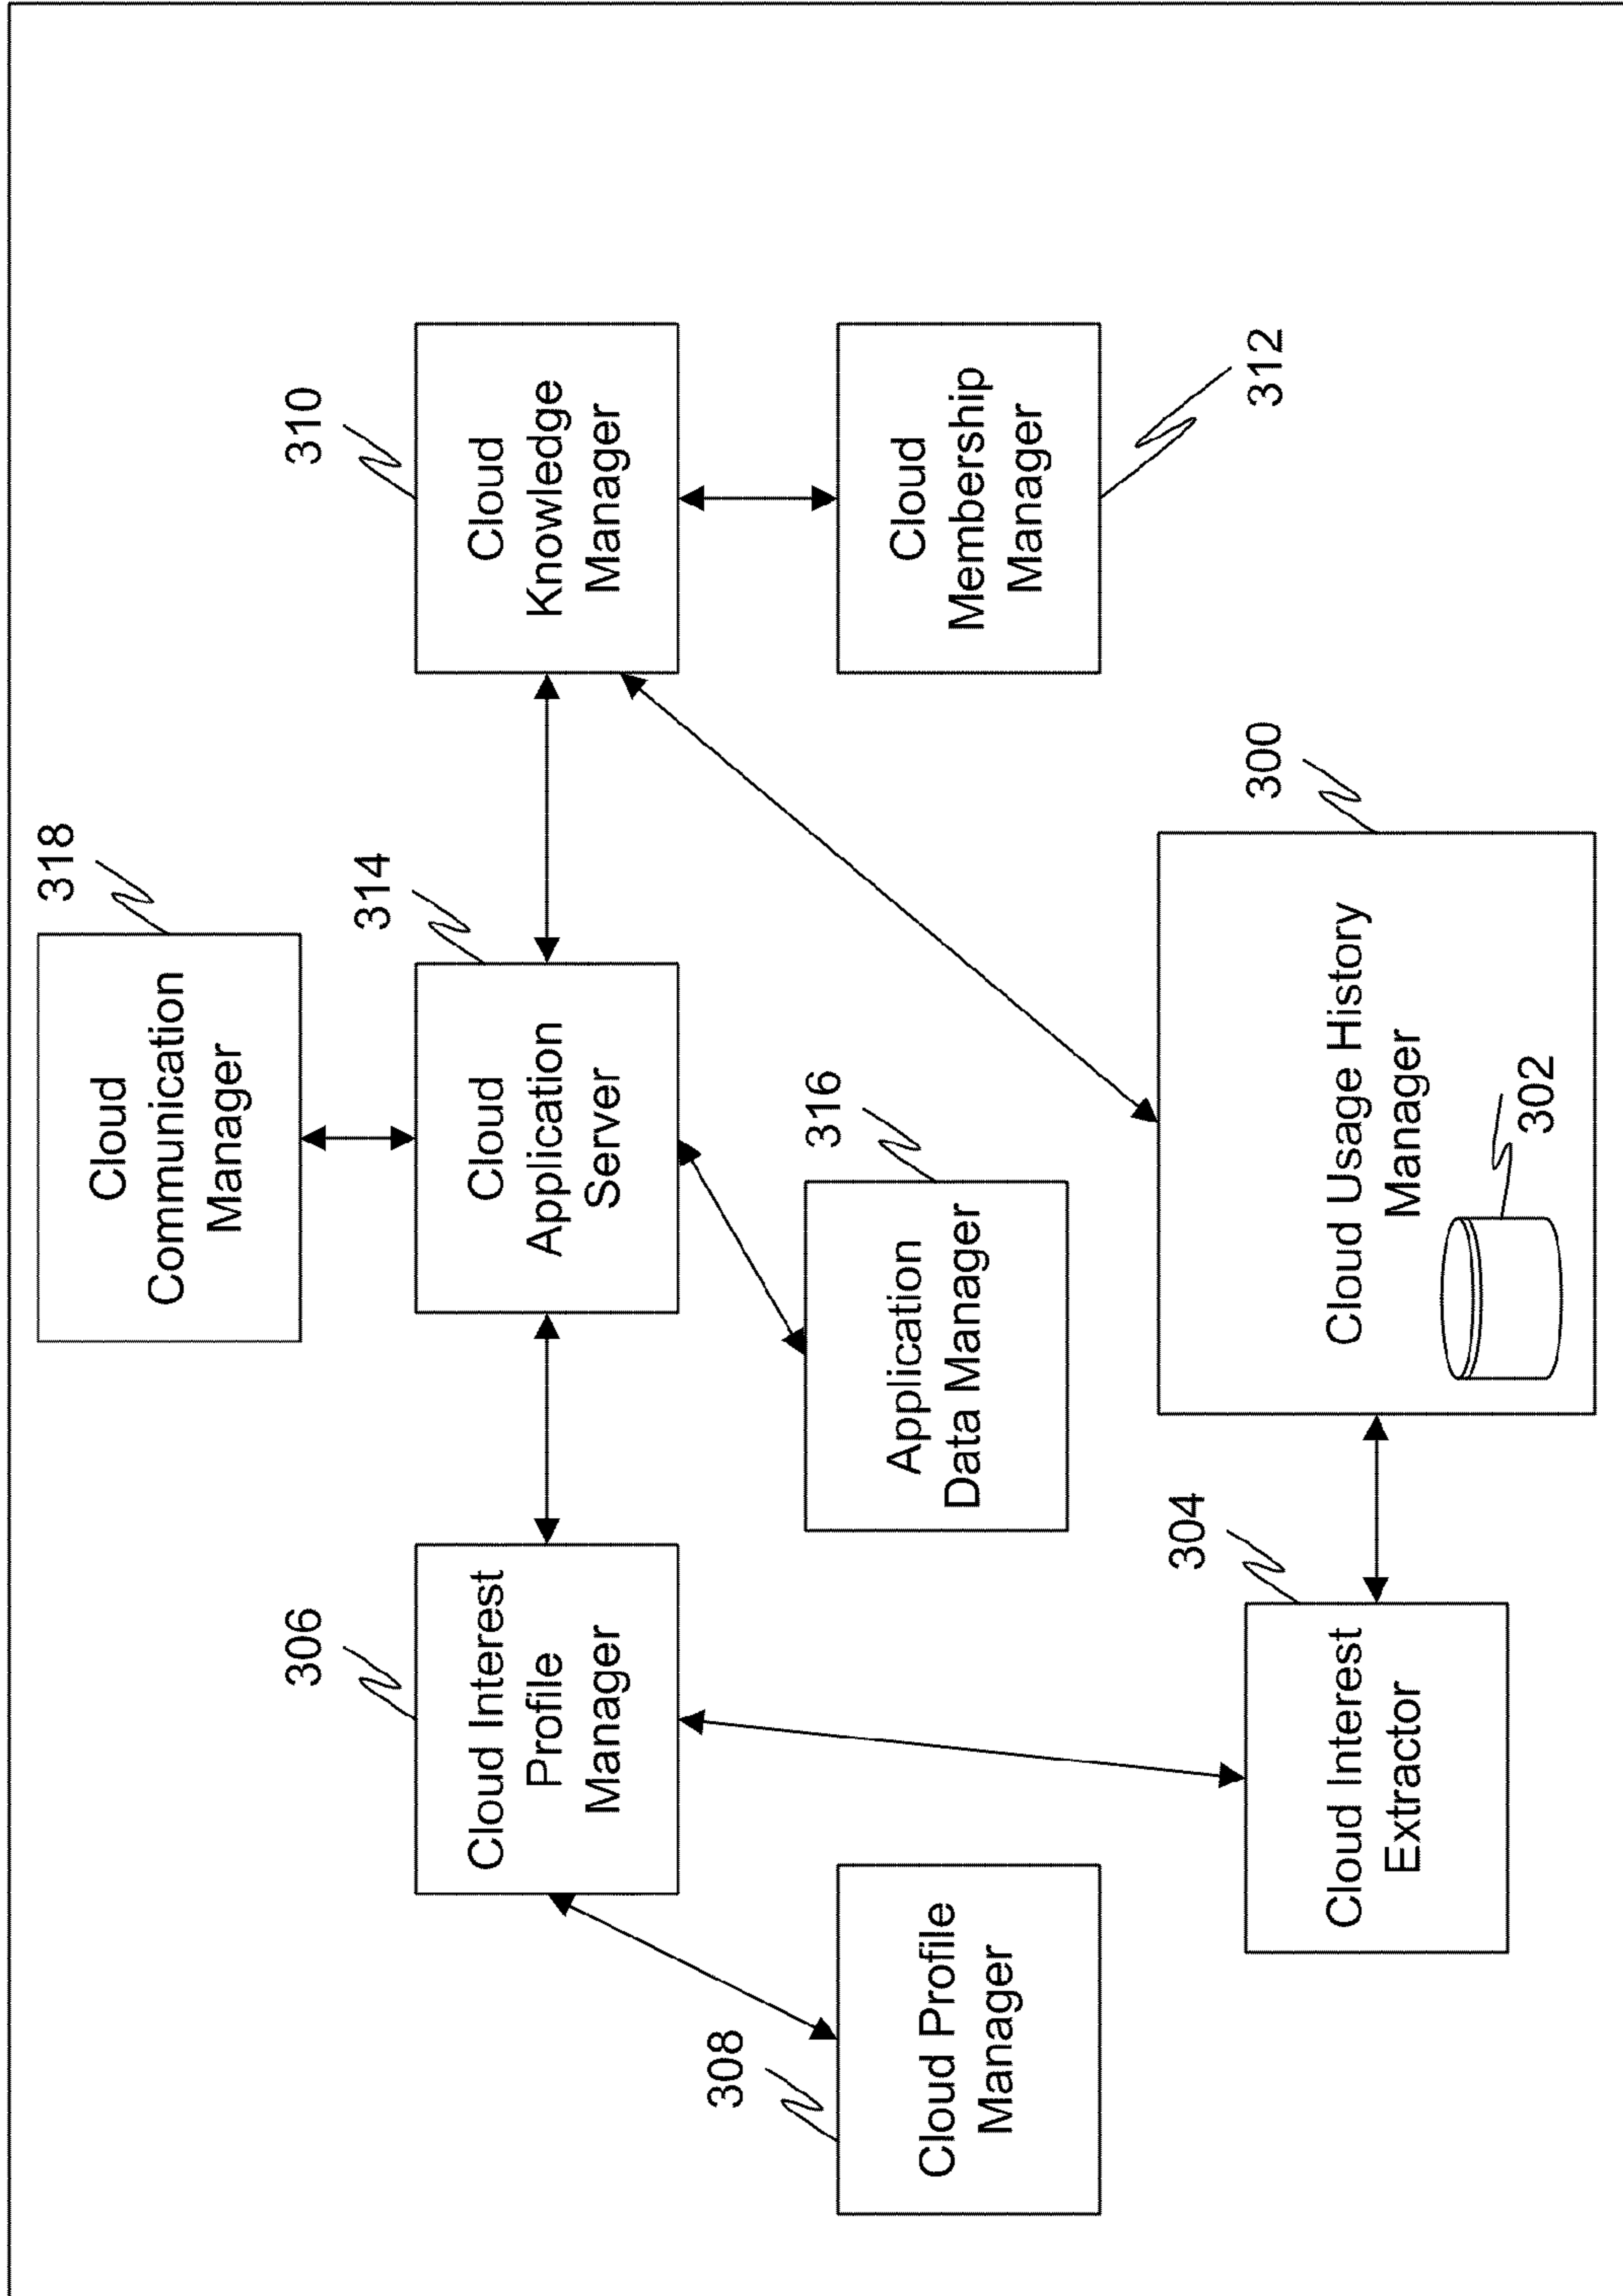 318
Cloud
Communication
Manager
306
314
310
Cloud Interest
Profile
Manager
Cloud
Application
Server
Cloud
Knowledge
Manager
308
316
Cloud Profile
Manager
Application
Data Manager
Cloud
Membership
Manager
312
304
300
Cloud Interest
Extractor
Cloud Usage History
Manager
302